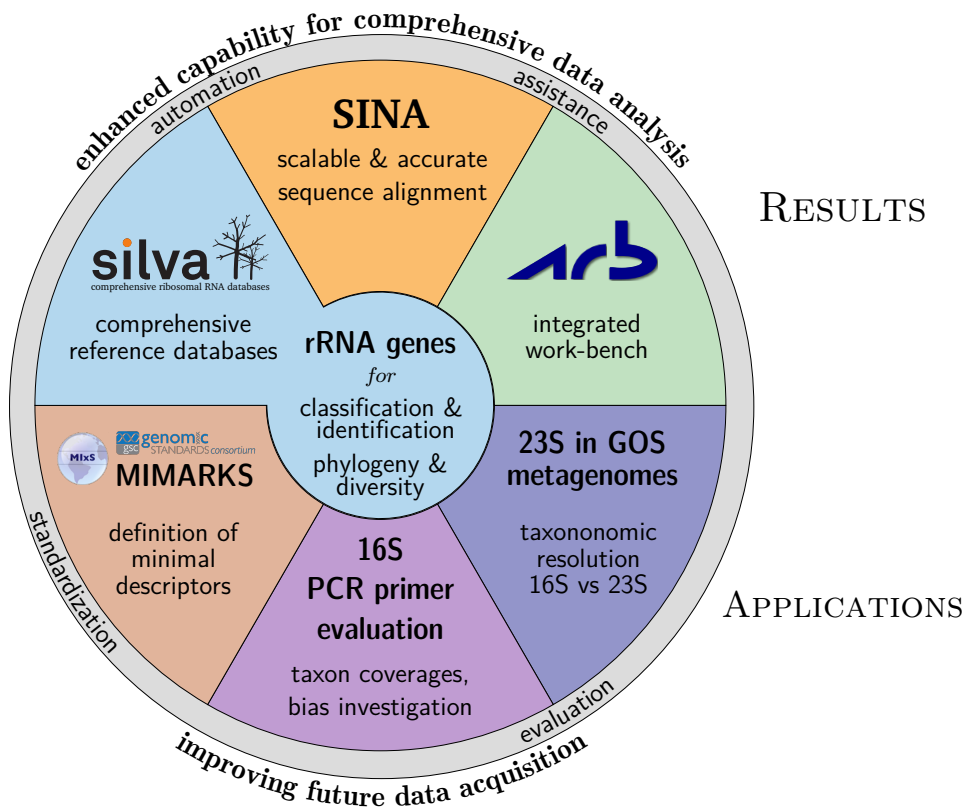 enhanced capability for comprehensive data analysis
automation
assistance
SINA
scalable & accurate
sequence alignment
RESULTS
silva
comprehensive ribosomal RNA databases
comprehensive
reference databases
arb
integrated
work-bench
rRNA genes
for
classification &
identification
phylogeny &
diversity
MIxS
gsc
genomic
STANDARDS consortium
MIMARKS
definition of
minimal
descriptors
23S in GOS
metagenomes
taxononomic
resolution
16S vs 23S
16S
PCR primer
evaluation
taxon coverages,
bias investigation
APPLICATIONS
standardization
evaluation
improving future data acquisition